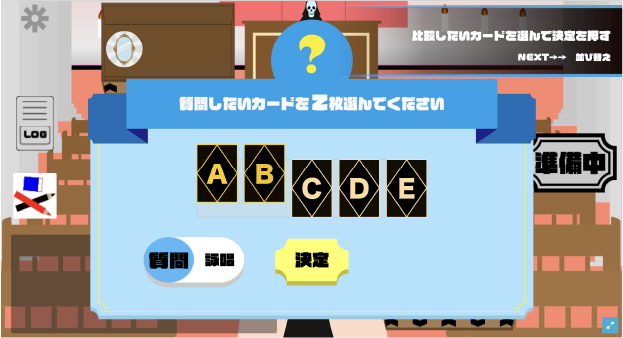 比較したいカードを選んで決定を押す
NEXT→→ 並び替え
?
質問したいカードを2枚選んでください
LOG
準備中
A B C D E
質問 詠唱
決定